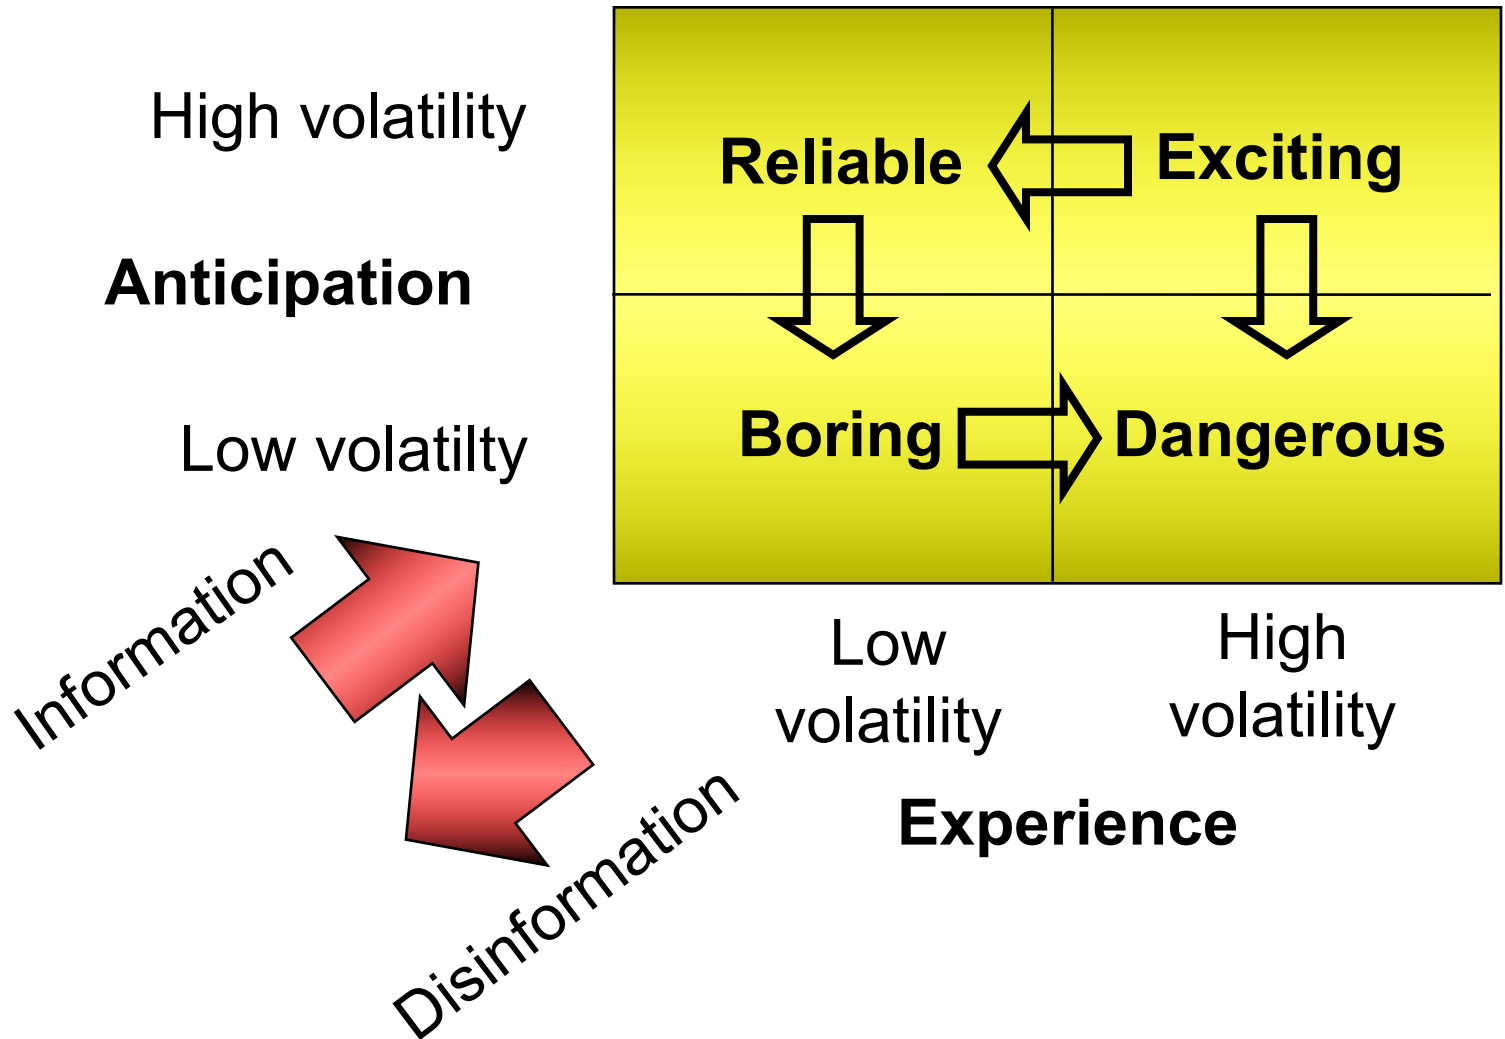 High volatility
Reliable
Exciting
Anticipation
Low volatilty
Boring
Dangerous
Information
Low
volatility
High
volatility
Experience
Disinformation